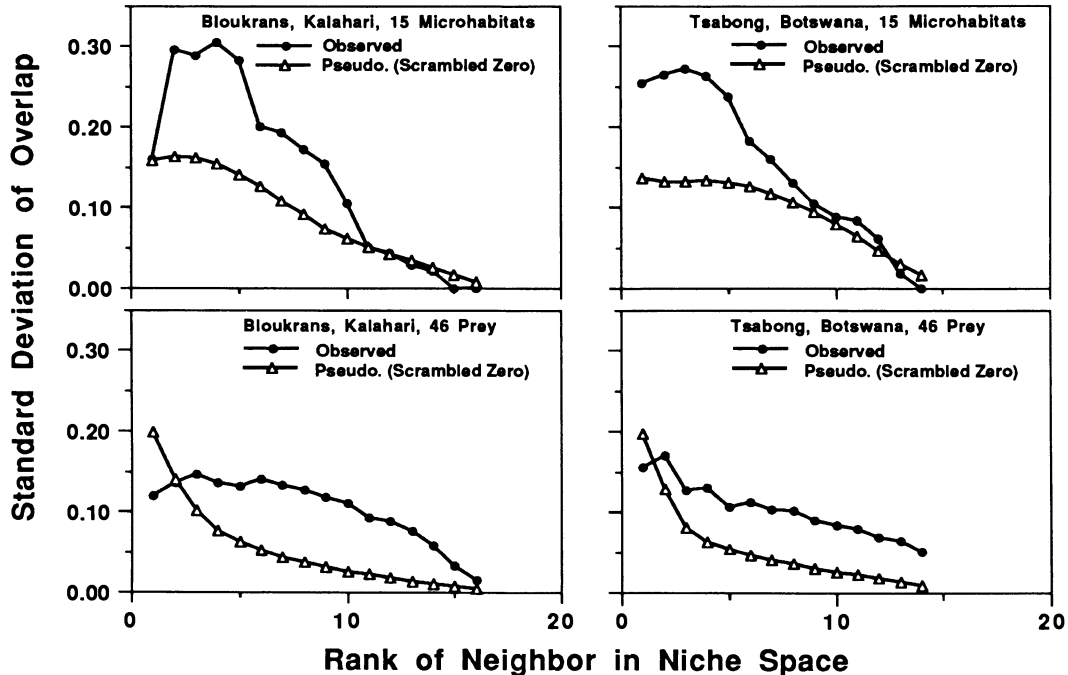 Standard Deviation of Overlap
Bloukrans, Kalahari, 15 Microhabitats
Observed
Pseudo. (Scrambled Zero)
0.30
0.20
0.10
0.00
Tsabong, Botswana, 15 Microhabitats
Observed
Pseudo. (Scrambled Zero)
Bloukrans, Kalahari, 46 Prey
Observed
Pseudo. (Scrambled Zero)
0.30
0.20
0.10
0.00
0 10 20
Tsabong, Botswana, 46 Prey
Observed
Pseudo. (Scrambled Zero)
0 10 20
Rank of Neighbor in Niche Space